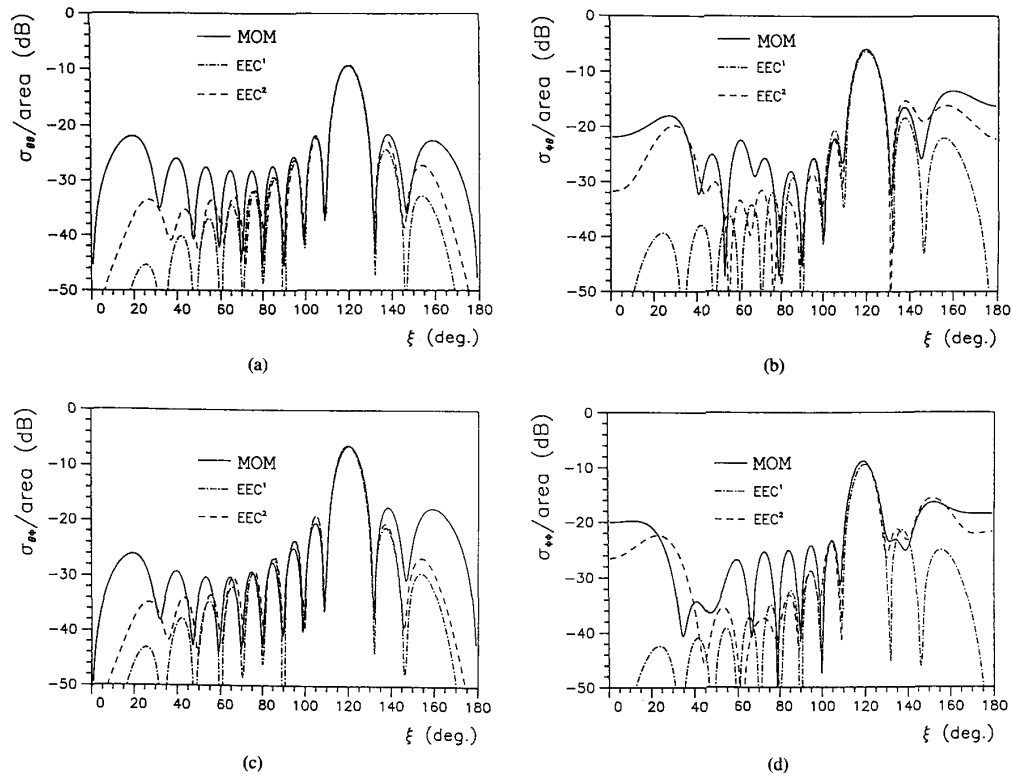 σθθ/area (dB)
0
−10
−20
−30
−40
−50
MOM
EEC¹
EEC²
0 20 40 60 80 100 120 140 160 180
ξ (deg.)
(a)
σφθ/area (dB)
0
−10
−20
−30
−40
−50
MOM
EEC¹
EEC²
0 20 40 60 80 100 120 140 160 180
ξ (deg.)
(b)
σθφ/area (dB)
0
−10
−20
−30
−40
−50
MOM
EEC¹
EEC²
0 20 40 60 80 100 120 140 160 180
ξ (deg.)
(c)
σφφ/area (dB)
0
−10
−20
−30
−40
−50
MOM
EEC¹
EEC²
0 20 40 60 80 100 120 140 160 180
ξ (deg.)
(d)